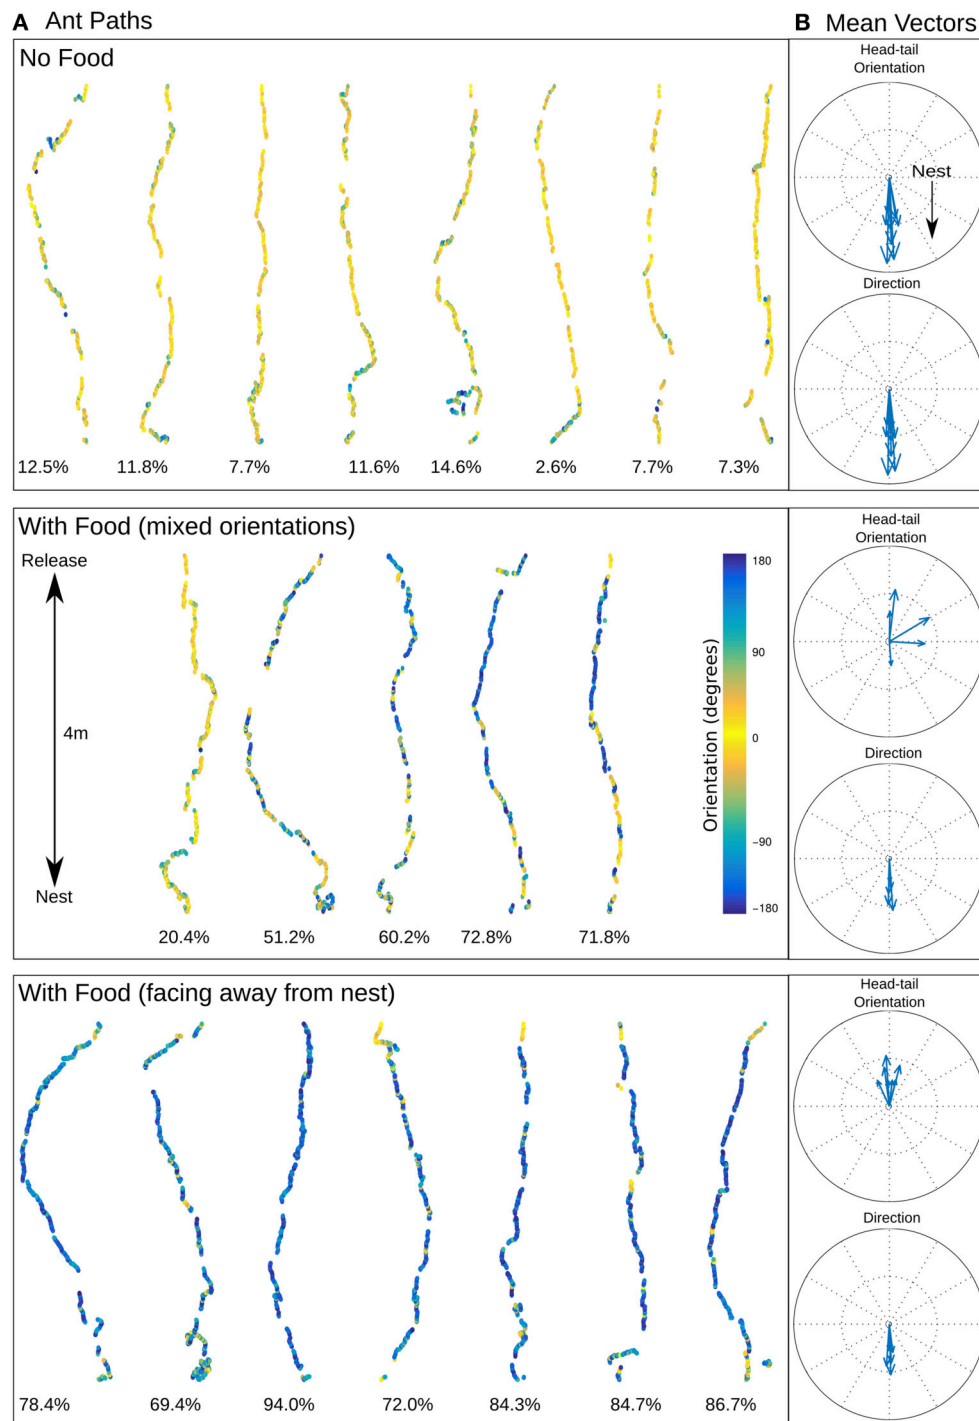 A Ant Paths
B Mean Vectors
No Food
Head-tail
Orientation
Nest
Direction
12.5% 11.8% 7.7% 11.6% 14.6% 2.6% 7.7% 7.3%
With Food (mixed orientations)
Head-tail
Orientation
Release
4m
Nest
Orientation (degrees)
180
90
0
−90
−180
Direction
20.4% 51.2% 60.2% 72.8% 71.8%
With Food (facing away from nest)
Head-tail
Orientation
Direction
78.4% 69.4% 94.0% 72.0% 84.3% 84.7% 86.7%